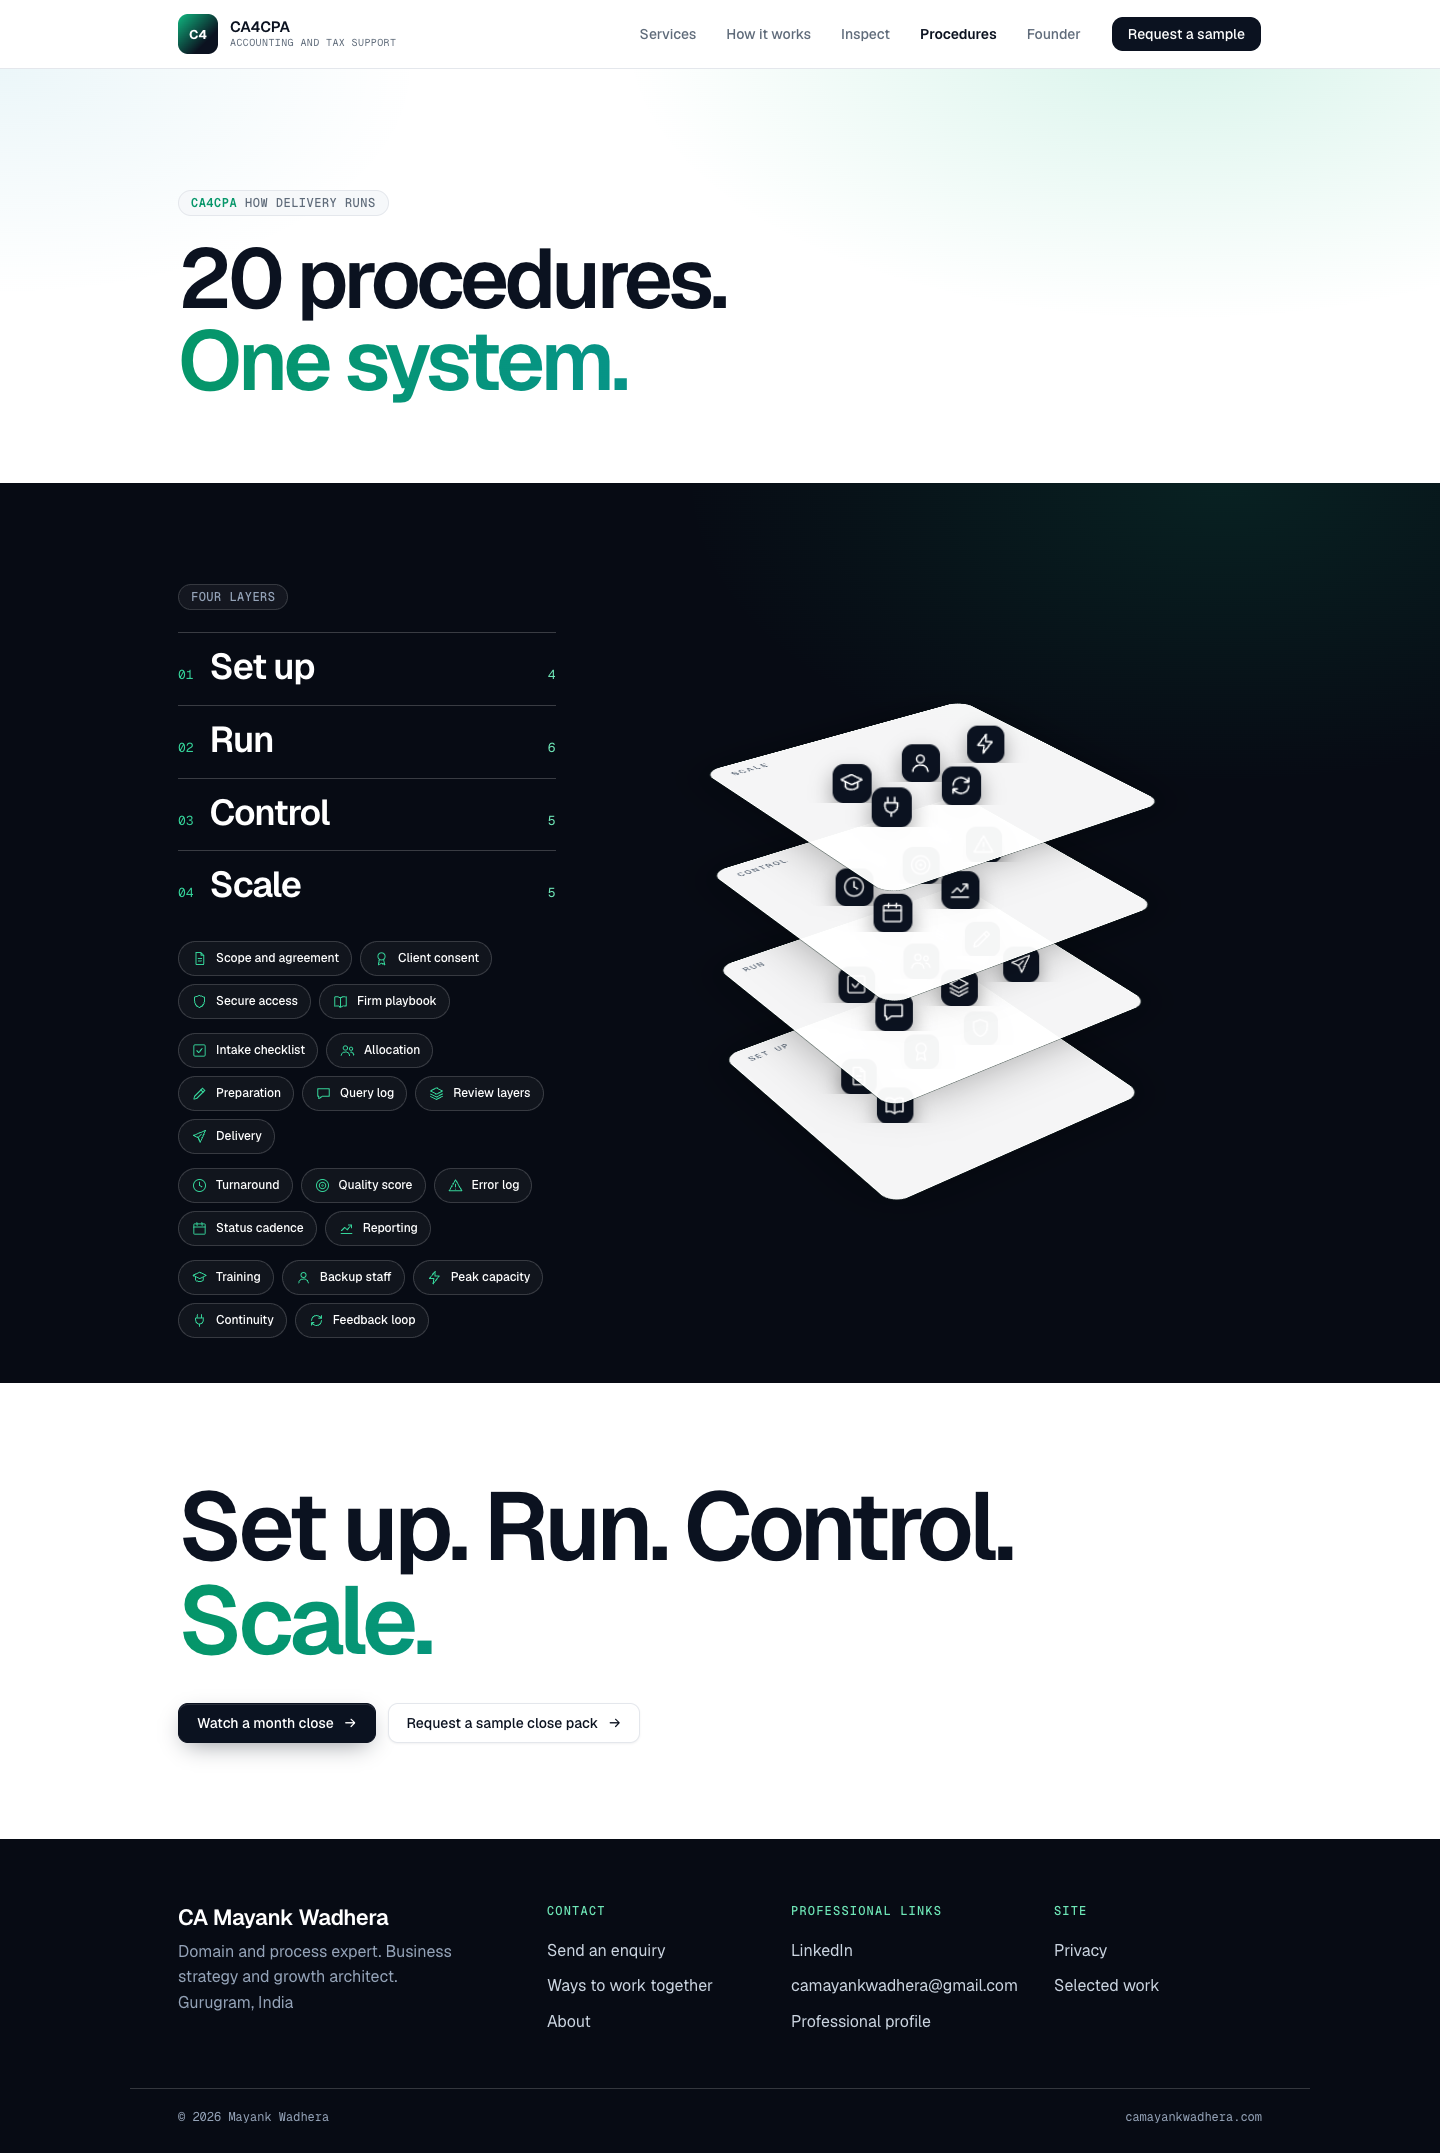 C4
CA4CPA
ACCOUNTING AND TAX SUPPORT
Services
How it works
Inspect
Procedures
Founder
Request a sample
CA4CPA HOW DELIVERY RUNS
20 procedures.
One system.
FOUR LAYERS
01 Set up 4
02 Run 6
03 Control 5
04 Scale 5
Scope and agreement
Client consent
Secure access
Firm playbook
Intake checklist
Allocation
Preparation
Query log
Review layers
Delivery
Turnaround
Quality score
Error log
Status cadence
Reporting
Training
Backup staff
Peak capacity
Continuity
Feedback loop
SCALE
CONTROL
RUN
SET UP
Set up. Run. Control.
Scale.
Watch a month close →
Request a sample close pack →
CA Mayank Wadhera
Domain and process expert. Business
strategy and growth architect.
Gurugram, India
CONTACT
Send an enquiry
Ways to work together
About
PROFESSIONAL LINKS
LinkedIn
camayankwadhera@gmail.com
Professional profile
SITE
Privacy
Selected work
© 2026 Mayank Wadhera
camayankwadhera.com